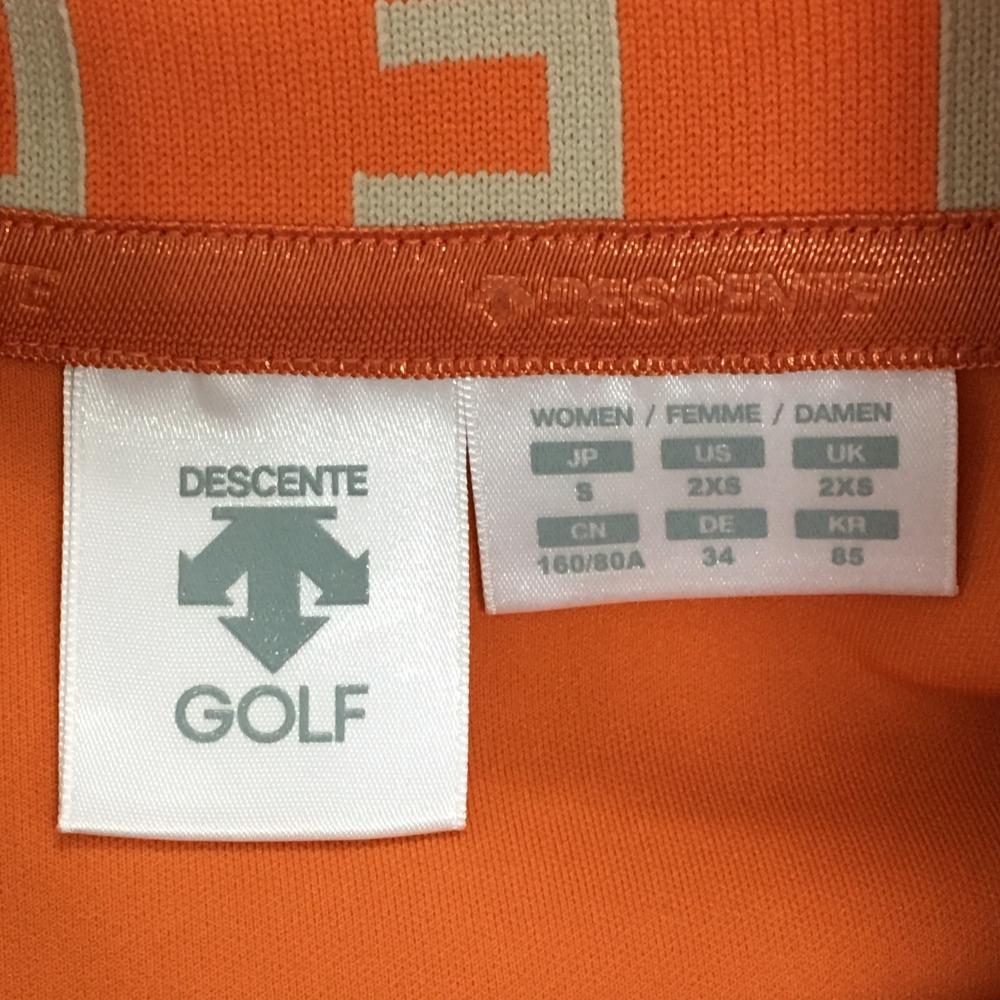 E
DESCENTE
DESCENTE
GOLF
WOMEN / FEMME / DAMEN
JP US UK
S 2XS 2XS
CN DE KR
160/80A 34 85